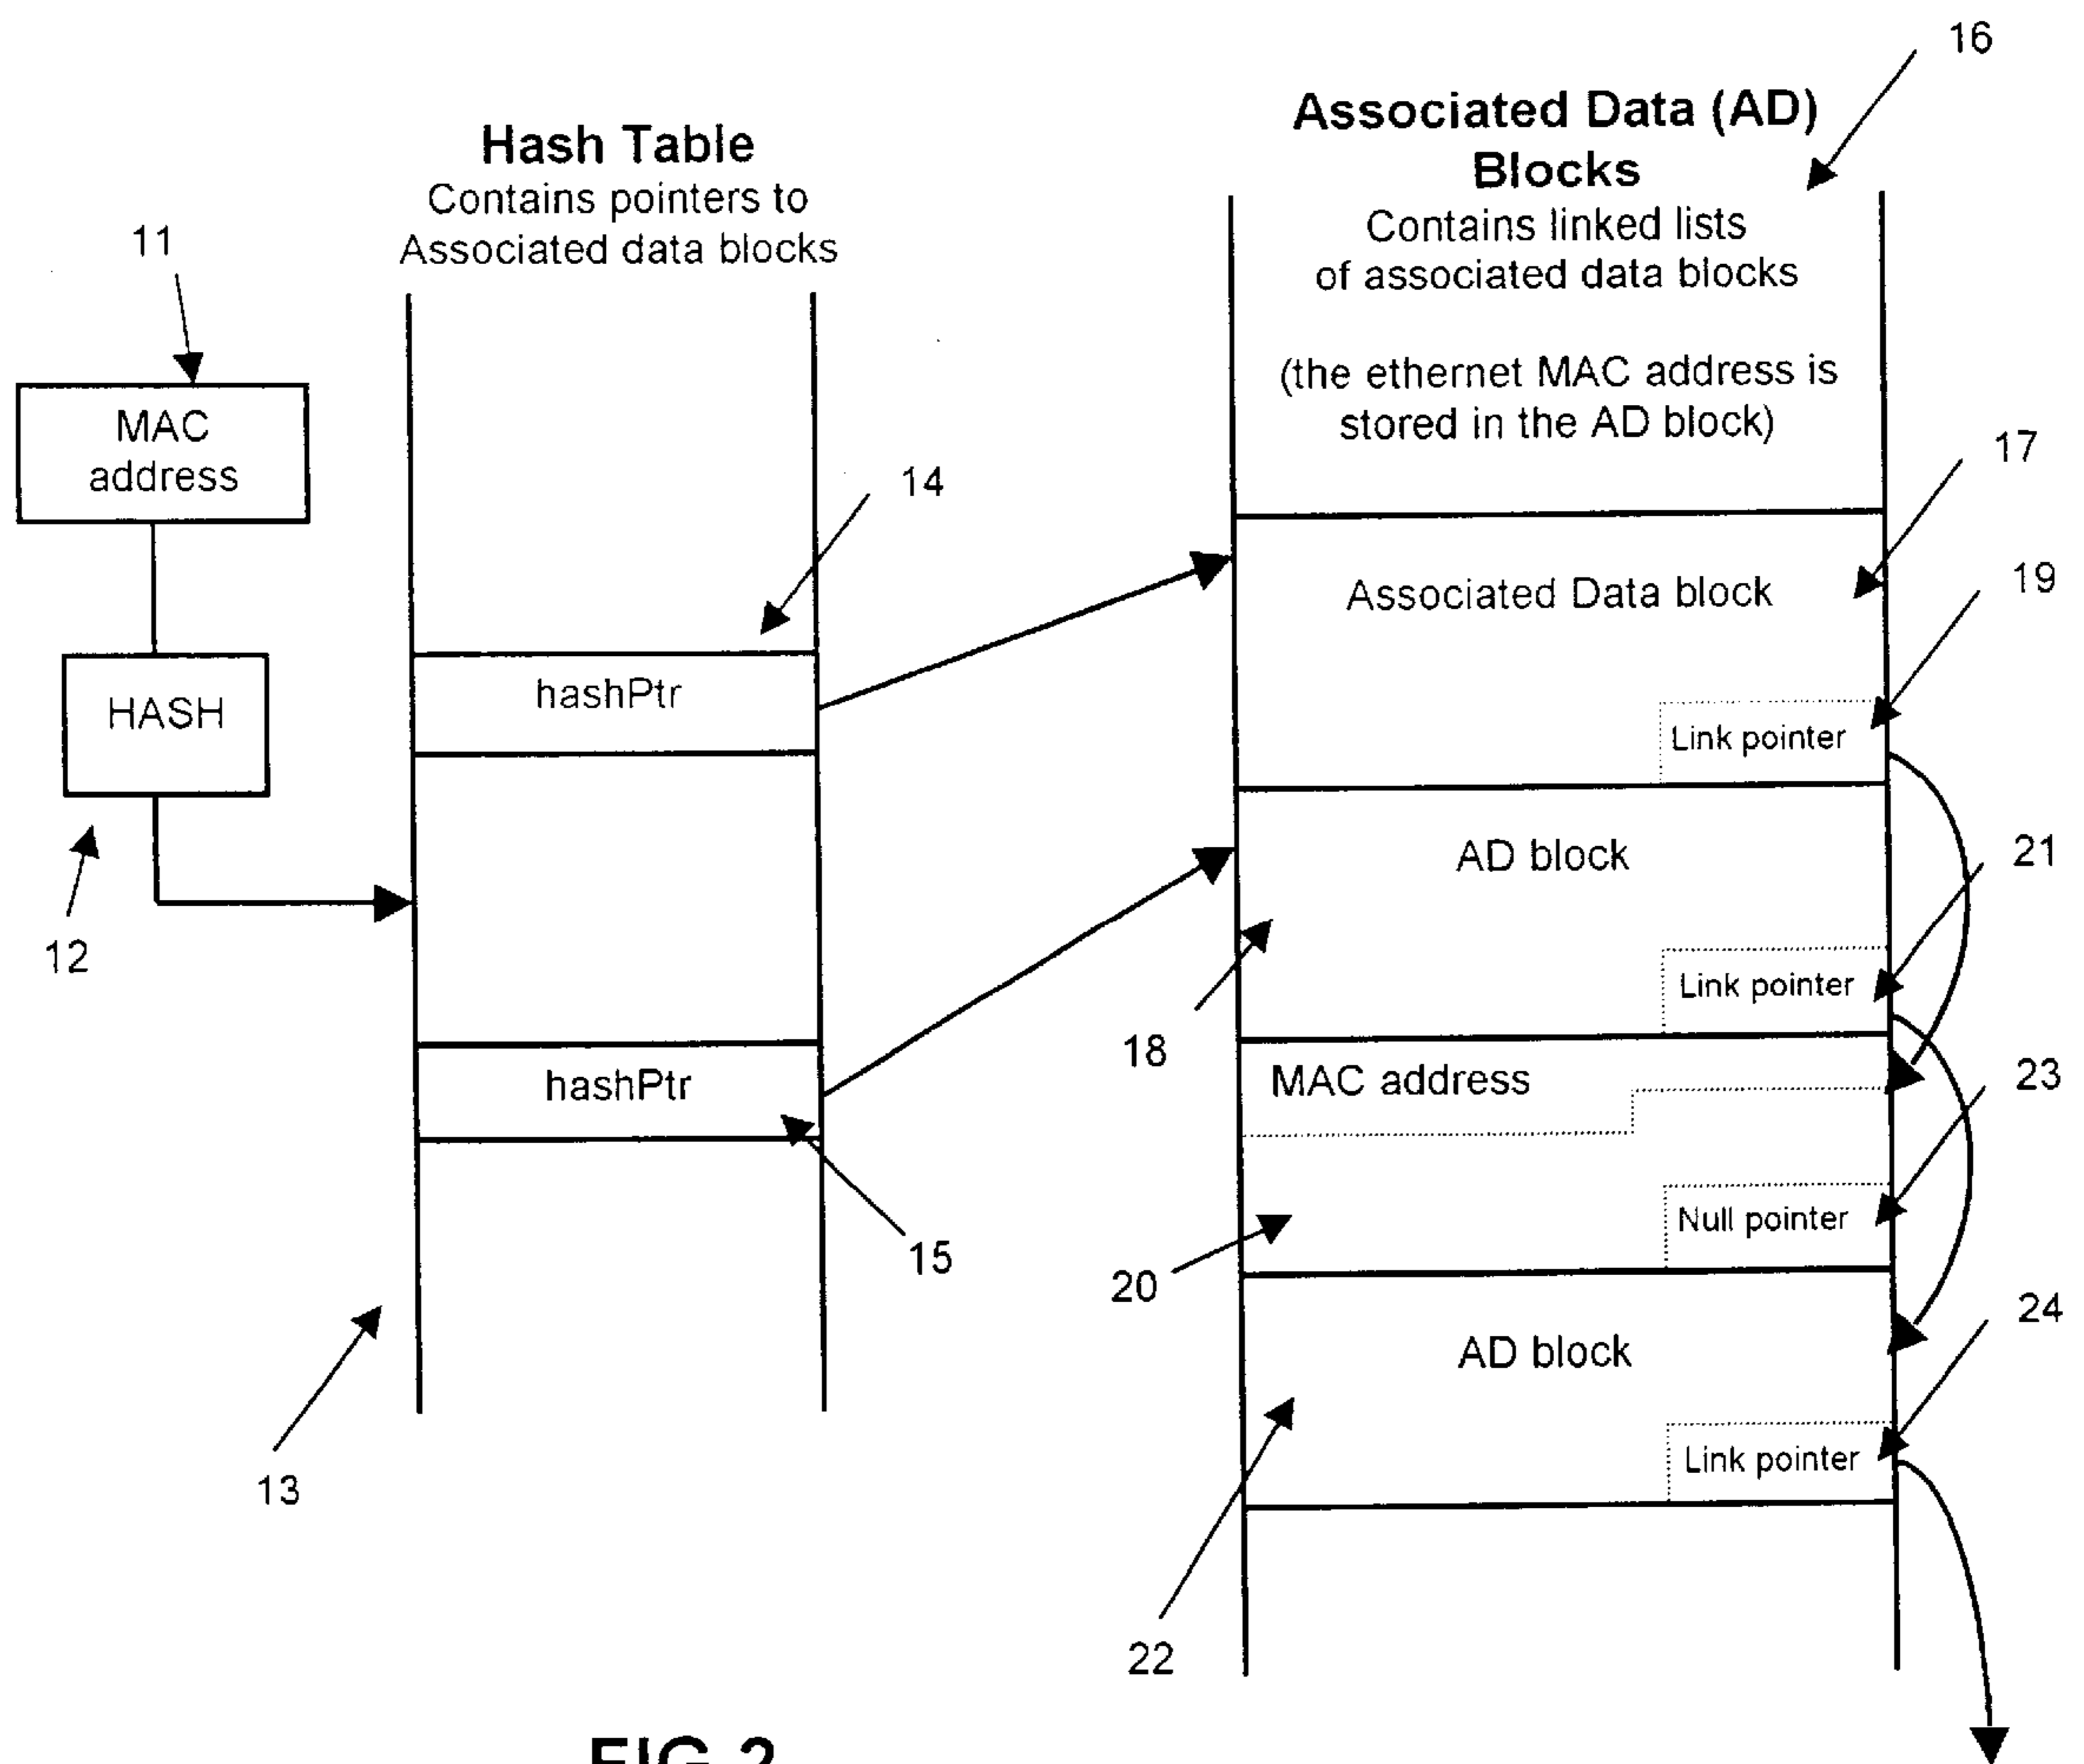 16
Associated Data (AD)
Blocks
Contains linked lists
of associated data blocks
(the ethernet MAC address is
stored in the AD block)
Hash Table
Contains pointers to
Associated data blocks
11
MAC
address
HASH
12
13
14
hashPtr
hashPtr
15
17
Associated Data block
19
Link pointer
AD block
18
21
Link pointer
MAC address
23
Null pointer
20
AD block
24
Link pointer
22
FIG 2